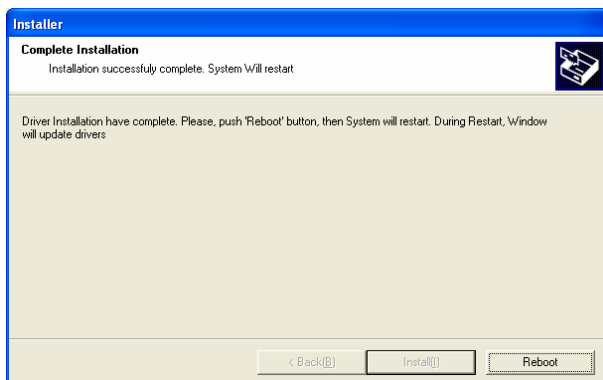 Installer
Complete Installation
Installation successfuly complete. System Will restart
Driver Installation have complete. Please, push 'Reboot' button, then System will restart. During Restart, Window
will update drivers
< Back(B)
Install(I)
Reboot